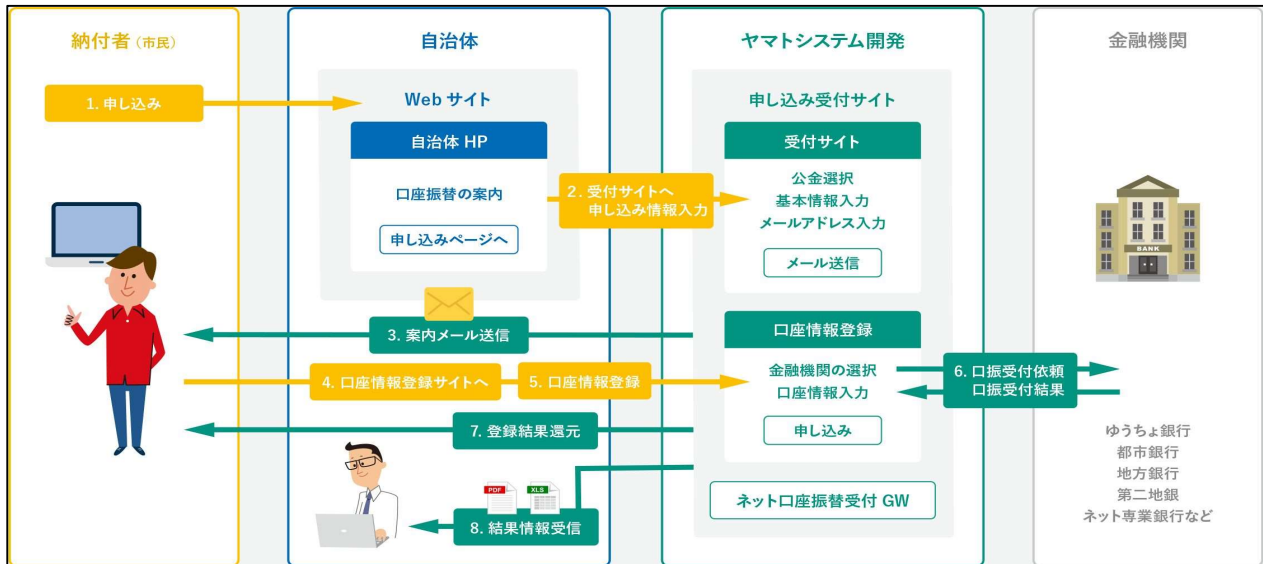 納付者（市民）
自治体
ヤマトシステム開発
金融機関
1. 申し込み
Web サイト
自治体 HP
口座振替の案内
申し込みページへ
2. 受付サイトへ
申し込み情報入力
申し込み受付サイト
受付サイト
公金選択
基本情報入力
メールアドレス入力
メール送信
BANK
3. 案内メール送信
口座情報登録
金融機関の選択
口座情報入力
申し込み
4. 口座情報登録サイトへ
5. 口座情報登録
6. 口振受付依頼
口振受付結果
7. 登録結果還元
ゆうちょ銀行
都市銀行
地方銀行
第二地銀
ネット専業銀行など
PDF
XLS
8. 結果情報受信
ネット口座振替受付 GW